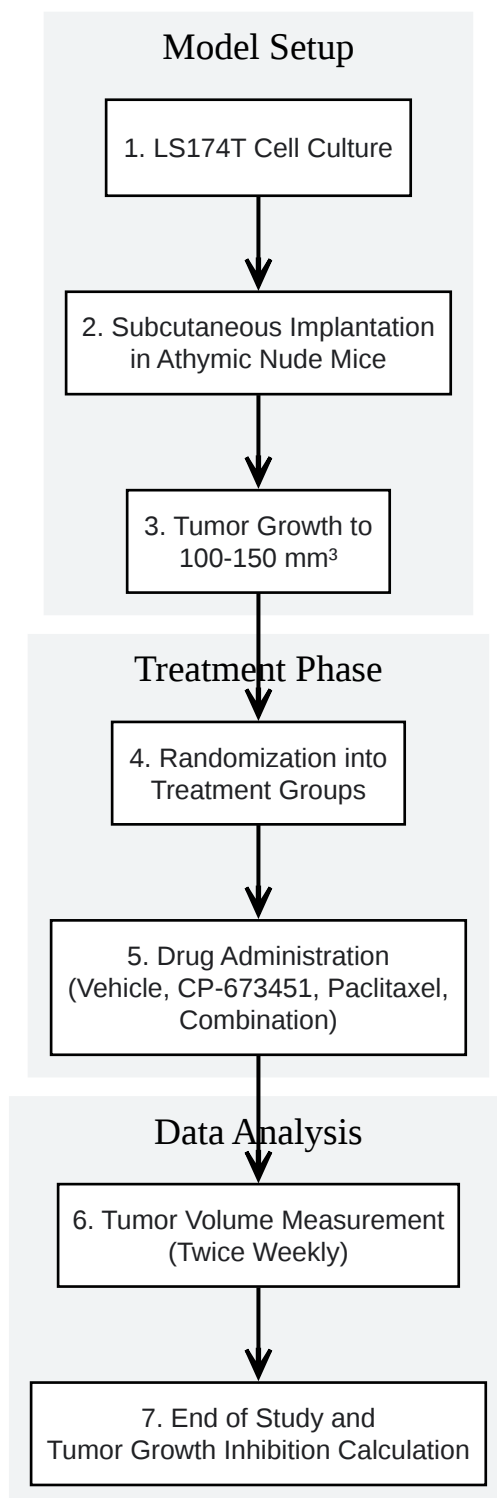 Model Setup
1. LS174T Cell Culture
2. Subcutaneous Implantation
in Athymic Nude Mice
3. Tumor Growth to
100-150 mm³
Treatment Phase
4. Randomization into
Treatment Groups
5. Drug Administration
(Vehicle, CP-673451, Paclitaxel,
Combination)
Data Analysis
6. Tumor Volume Measurement
(Twice Weekly)
7. End of Study and
Tumor Growth Inhibition Calculation